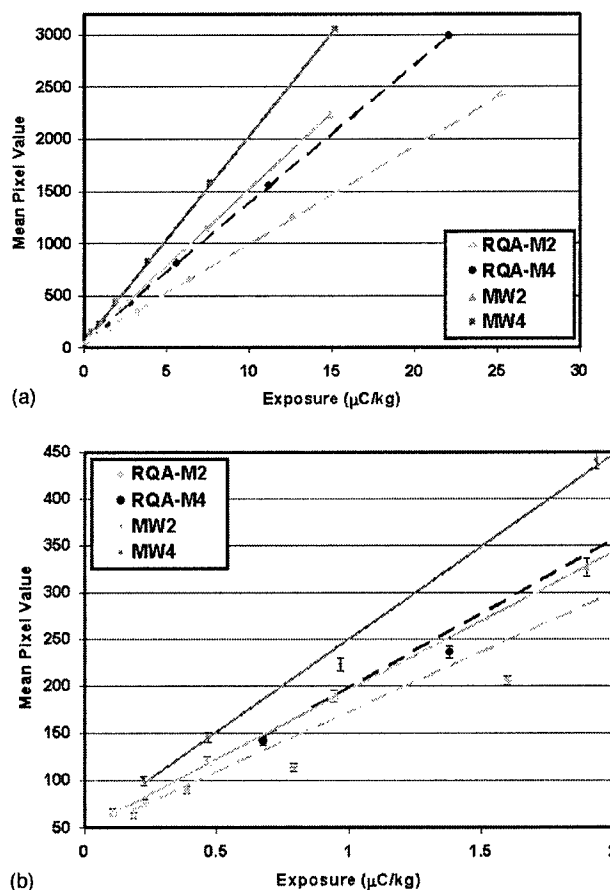 3000
2500
2000
1500
1000
500
0
Mean Pixel Value
RQA-M2
RQA-M4
MW2
MW4
0 5 10 15 20 25 30
(a)
Exposure (µC/kg)
450
400
350
300
250
200
150
100
50
Mean Pixel Value
RQA-M2
RQA-M4
MW2
MW4
0 0.5 1 1.5 2
(b)
Exposure (µC/kg)